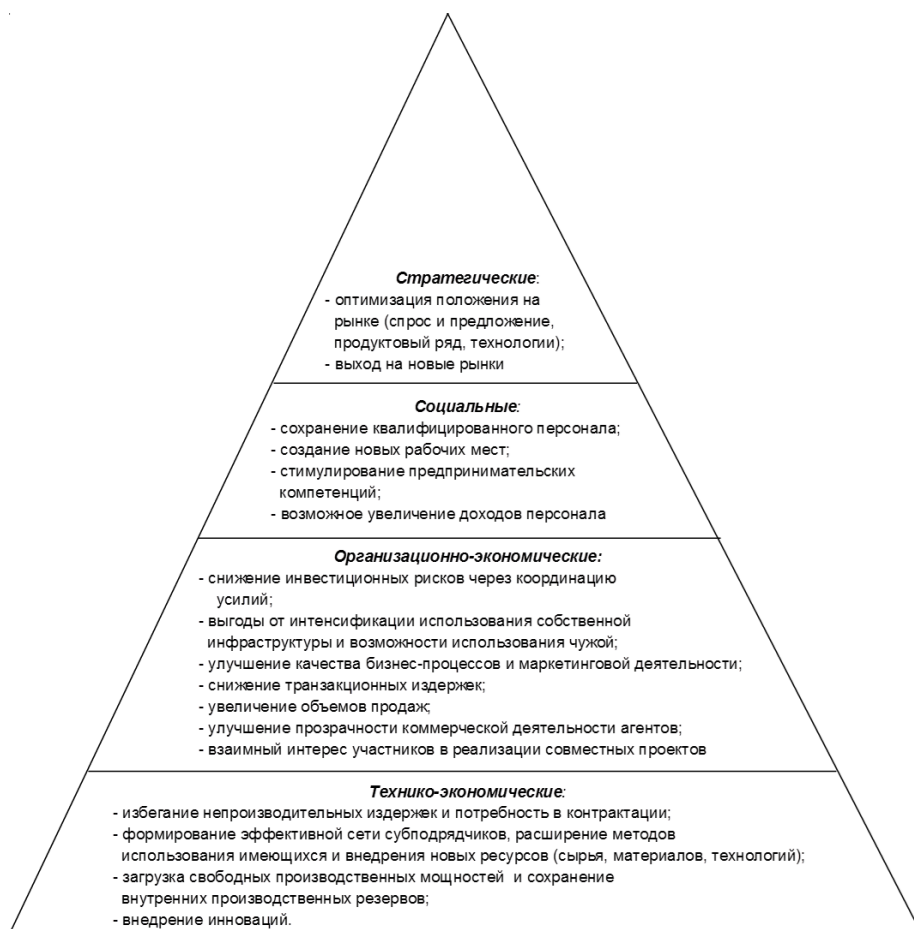 Стратегические:
- оптимизация положения на
рынке (спрос и предложение,
продуктовый ряд, технологии);
- выход на новые рынки
Социальные:
- сохранение квалифицированного персонала;
- создание новых рабочих мест;
- стимулирование предпринимательских
компетенций;
- возможное увеличение доходов персонала
Организационно-экономические:
- снижение инвестиционных рисков через координацию
усилий;
- выгоды от интенсификации использования собственной
инфраструктуры и возможности использования чужой;
- улучшение качества бизнес-процессов и маркетинговой деятельности;
- снижение транзакционных издержек;
- увеличение объемов продаж;
- улучшение прозрачности коммерческой деятельности агентов;
- взаимный интерес участников в реализации совместных проектов
Технико-экономические:
- избегание непроизводительных издержек и потребность в контрактации;
- формирование эффективной сети субподрядчиков, расширение методов
использования имеющихся и внедрения новых ресурсов (сырья, материалов, технологий);
- загрузка свободных производственных мощностей и сохранение
внутренних производственных резервов;
- внедрение инноваций.